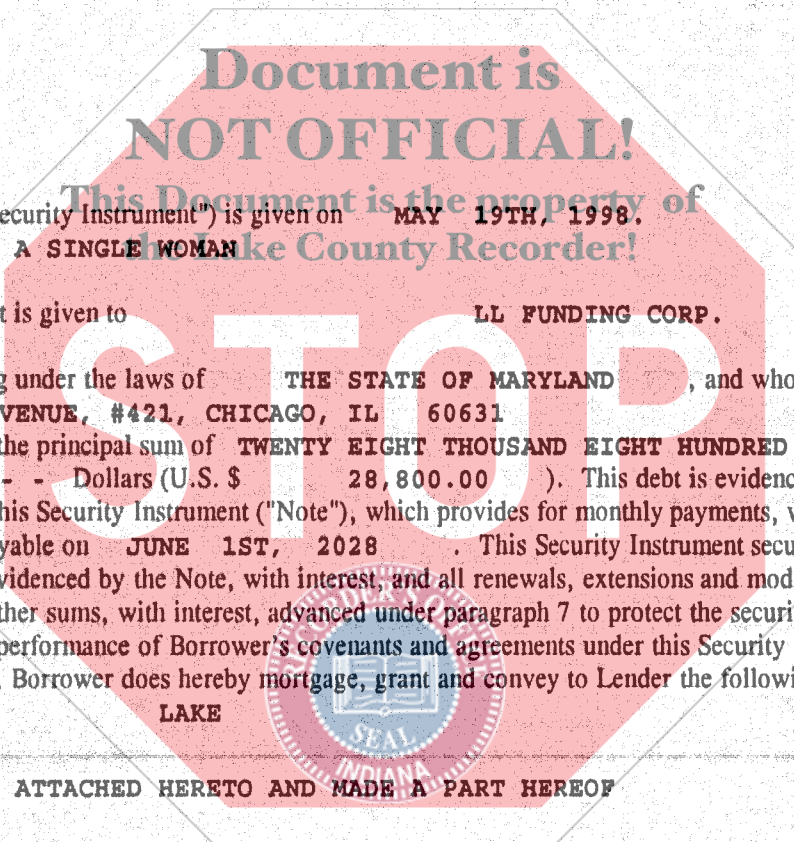 Document is
NOT OFFICIAL!
This Document is the property of
the Lake County Recorder!
STOP
ecurity Instrument") is given on MAY 19TH, 1998.
A SINGLE WOMAN
t is given to LL FUNDING CORP.
g under the laws of THE STATE OF MARYLAND , and who
VENUE, #421, CHICAGO, IL 60631
the principal sum of TWENTY EIGHT THOUSAND EIGHT HUNDRED
- - Dollars (U.S. $ 28,800.00 ). This debt is evidenc
his Security Instrument ("Note"), which provides for monthly payments, v
yable on JUNE 1ST, 2028 . This Security Instrument secu
videnced by the Note, with interest, and all renewals, extensions and mod
ther sums, with interest, advanced under paragraph 7 to protect the securi
performance of Borrower's covenants and agreements under this Security
. Borrower does hereby mortgage, grant and convey to Lender the followi
LAKE
RECORDER'S OFFICE
SEAL
INDIANA
ATTACHED HERETO AND MADE A PART HEREOF